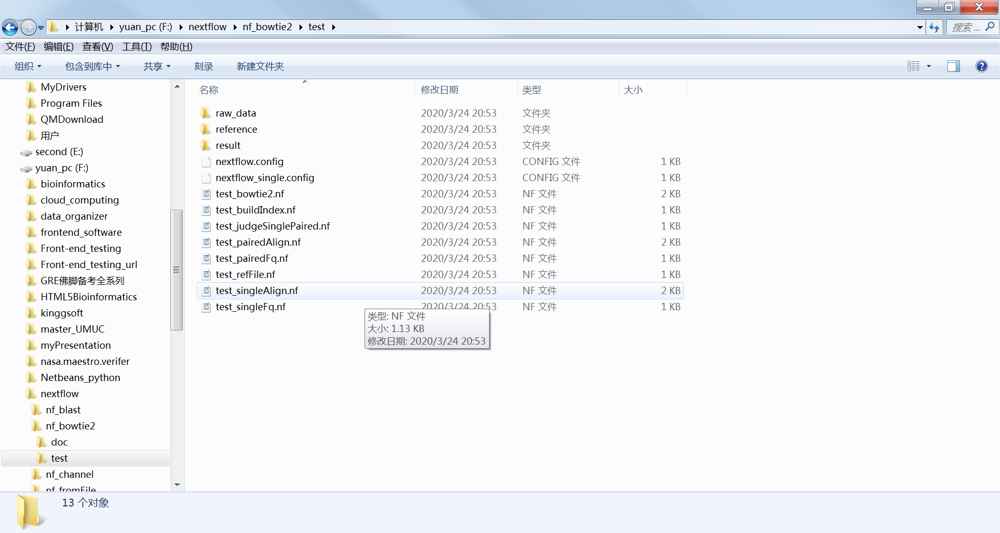 计算机 yuan_pc (F:) nextflow nf_bowtie2 test 搜索 ...
文件(F) 编辑(E) 查看(V) 工具(T) 帮助(H)
组织 包含到库中 共享 刻录 新建文件夹
MyDrivers
Program Files
QMDownload
用户
second (E:)
yuan_pc (F:)
bioinformatics
cloud_computing
data_organizer
frontend_software
Front-end_testing
Front-end_testing_url
GRE佛脚备考全系列
HTML5Bioinformatics
kinggsoft
master_UMUC
myPresentation
nasa.maestro.verifer
Netbeans_python
nextflow
nf_blast
nf_bowtie2
doc
test
nf_channel
nf_fromFile
名称 修改日期 类型 大小
raw_data 2020/3/24 20:53 文件夹
reference 2020/3/24 20:53 文件夹
result 2020/3/24 20:53 文件夹
nextflow.config 2020/3/24 20:53 CONFIG 文件 1 KB
nextflow_single.config 2020/3/24 20:53 CONFIG 文件 1 KB
test_bowtie2.nf 2020/3/24 20:53 NF 文件 2 KB
test_buildIndex.nf 2020/3/24 20:53 NF 文件 1 KB
test_judgeSinglePaired.nf 2020/3/24 20:53 NF 文件 1 KB
test_pairedAlign.nf 2020/3/24 20:53 NF 文件 2 KB
test_pairedFq.nf 2020/3/24 20:53 NF 文件 1 KB
test_refFile.nf 2020/3/24 20:53 NF 文件 1 KB
test_singleAlign.nf 2020/3/24 20:53 NF 文件 2 KB
test_singleFq.nf 2020/3/24 20:53 NF 文件 1 KB
类型: NF 文件
大小: 1.13 KB
修改日期: 2020/3/24 20:53
13 个对象